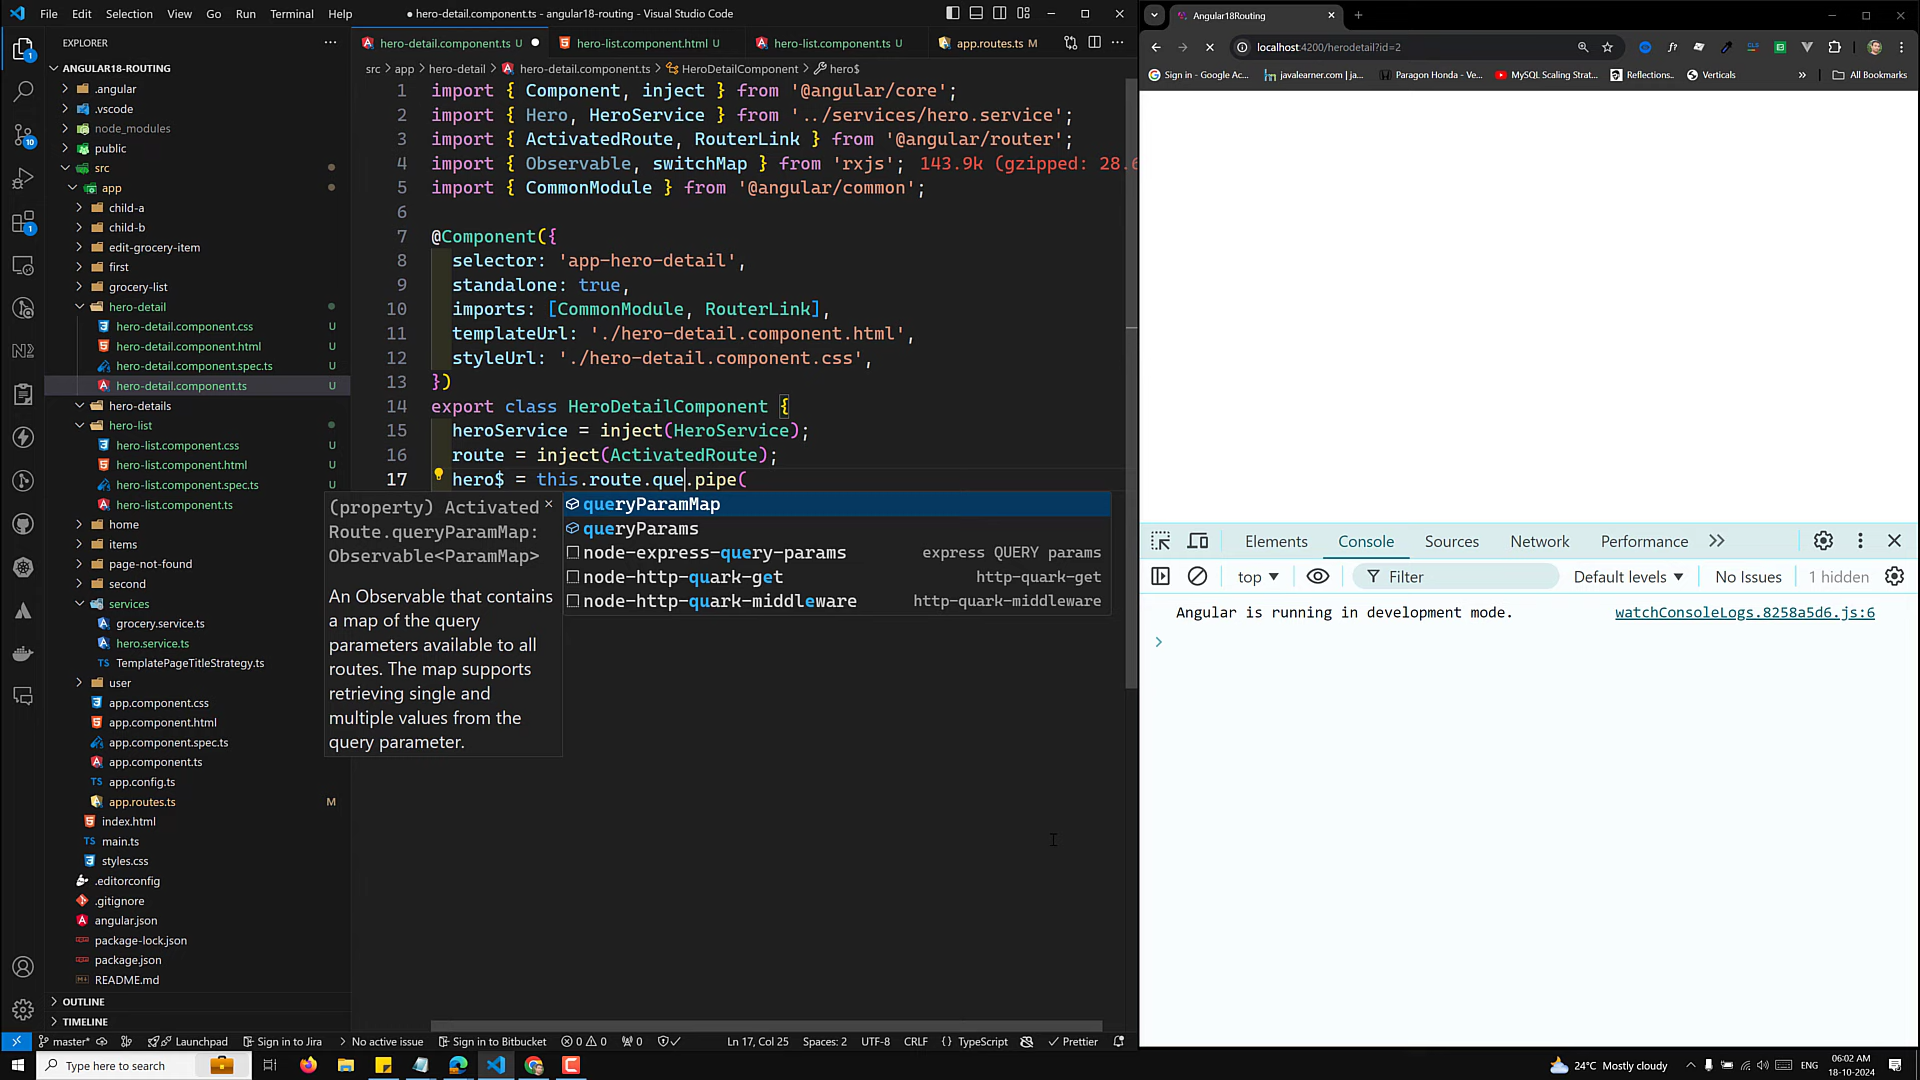 File Edit Selection View Go Run Terminal Help
● hero-detail.component.ts - angular18-routing - Visual Studio Code
EXPLORER
ANGULAR18-ROUTING
.angular
.vscode
node_modules
public
src
app
child-a
child-b
edit-grocery-item
first
grocery-list
hero-detail
hero-detail.component.css U
hero-detail.component.html U
hero-detail.component.spec.ts U
hero-detail.component.ts U
hero-details
hero-list
hero-list.component.css U
hero-list.component.html U
hero-list.component.spec.ts U
hero-list.component.ts U
home
items
page-not-found
second
services
grocery.service.ts
hero.service.ts
TS TemplatePageTitleStrategy.ts
user
app.component.css
app.component.html
app.component.spec.ts
app.component.ts
TS app.config.ts
app.routes.ts M
index.html
main.ts
styles.css
.editorconfig
.gitignore
angular.json
package-lock.json
package.json
README.md
OUTLINE
TIMELINE
hero-detail.component.ts U ●
hero-list.component.html U
hero-list.component.ts U
app.routes.ts M
src > app > hero-detail > hero-detail.component.ts > HeroDetailComponent > hero$
1 import { Component, inject } from '@angular/core';
2 import { Hero, HeroService } from '../services/hero.service';
3 import { ActivatedRoute, RouterLink } from '@angular/router';
4 import { Observable, switchMap } from 'rxjs'; 143.9k (gzipped: 28.6
5 import { CommonModule } from '@angular/common';
6
7 @Component({
8 selector: 'app-hero-detail',
9 standalone: true,
10 imports: [CommonModule, RouterLink],
11 templateUrl: './hero-detail.component.html',
12 styleUrl: './hero-detail.component.css',
13 })
14 export class HeroDetailComponent {
15 heroService = inject(HeroService);
16 route = inject(ActivatedRoute);
17 hero$ = this.route.que.pipe(
(property) Activated
Route.queryParamMap:
Observable<ParamMap>
An Observable that contains
a map of the query
parameters available to all
routes. The map supports
retrieving single and
multiple values from the
query parameter.
queryParamMap
queryParams
node-express-query-params express QUERY params
node-http-quark-get http-quark-get
node-http-quark-middleware http-quark-middleware
master* Launchpad Sign in to Jira No active issue Sign in to Bitbucket 0 0 0 Ln 17, Col 25 Spaces: 2 UTF-8 CRLF { } TypeScript Prettier
Angular18Routing
localhost:4200/herodetail?id=2
Sign in - Google Ac... javalearner.com | ja... Paragon Honda - Ve... MySQL Scaling Strat... Reflections.. Verticals » All Bookmarks
Elements Console Sources Network Performance »
top Filter Default levels No Issues 1 hidden
Angular is running in development mode. watchConsoleLogs.8258a5d6.js:6
Type here to search
24°C Mostly cloudy ENG 06:02 AM
18-10-2024